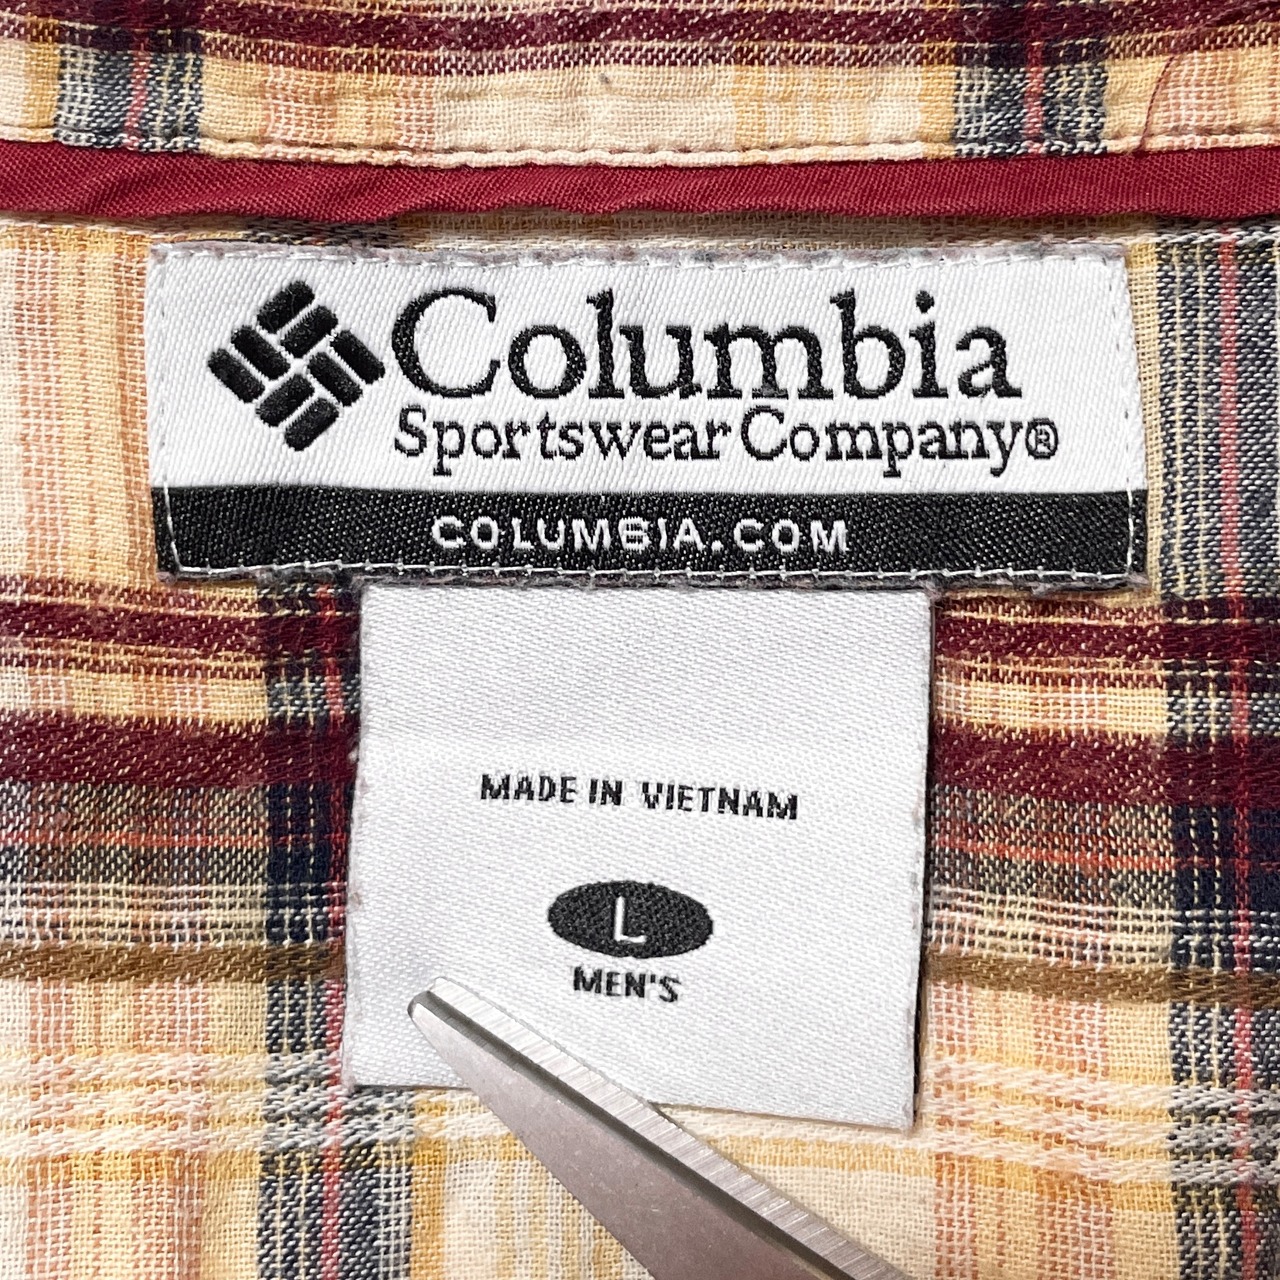 Columbia
Sportswear Company®
COLUMBIA.COM
MADE IN VIETNAM
L
MEN'S